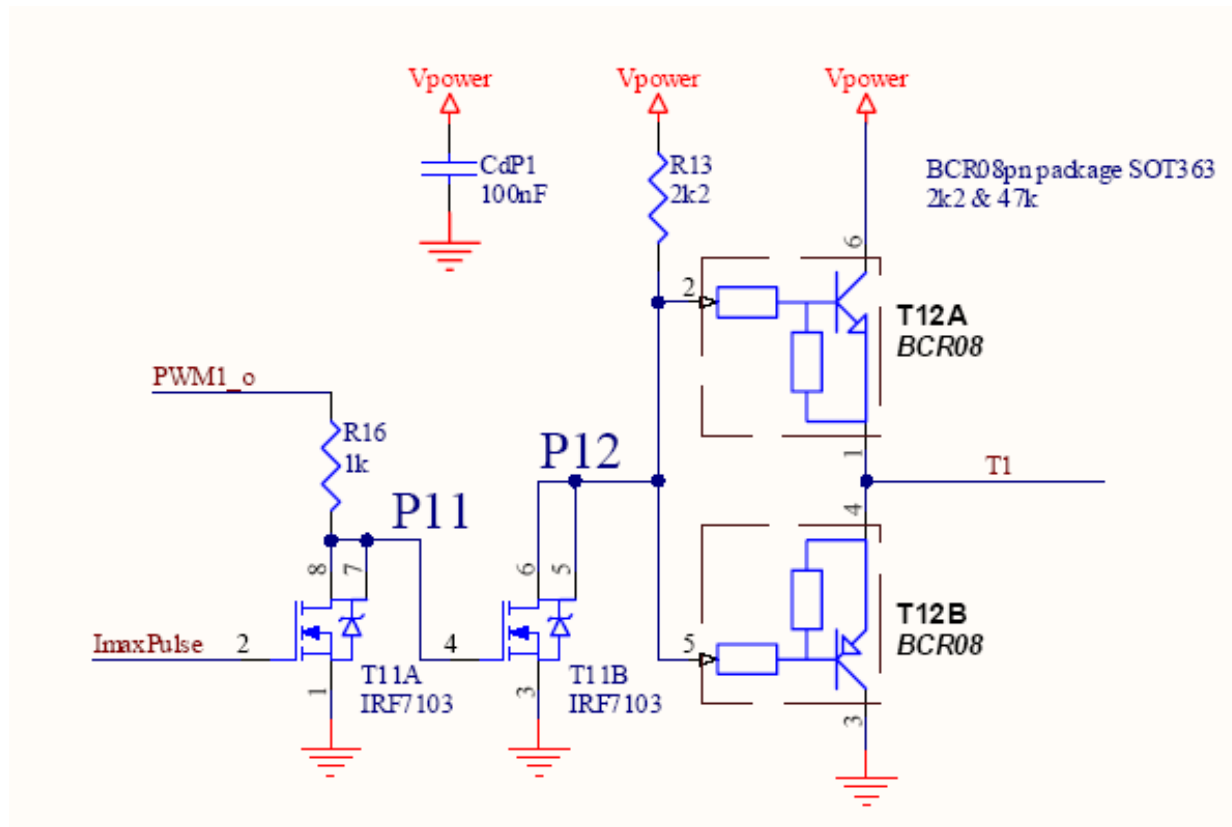 Vpower
Vpower
Vpower
CdP1
100nF
R13
2k2
BCR08pn package SOT363
2k2 & 47k
6
2
T12A
BCR08
PWM1_o
R16
1k
P12
1
T1
P11
4
8
7
6
5
T12B
BCR08
ImaxPulse
2
4
5
T11A
IRF7103
T11B
IRF7103
1
3
3